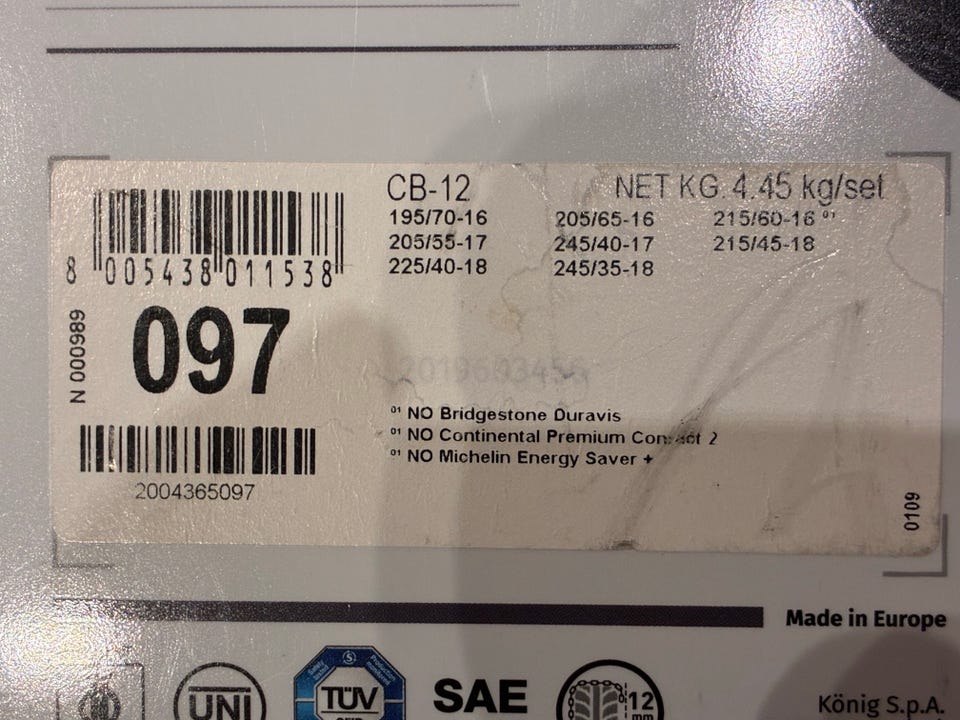 CB-12 NET KG. 4.45 kg/set
195/70-16 205/65-16 215/60-16 ⁰¹
205/55-17 245/40-17 215/45-18
225/40-18 245/35-18
8 005438 011538
N 000989
097
2004365097
⁰¹ NO Bridgestone Duravis
⁰¹ NO Continental Premium Contact 2
⁰¹ NO Michelin Energy Saver +
0109
Made in Europe
UNI
TÜV
SAE
12
mm
König S.p.A.